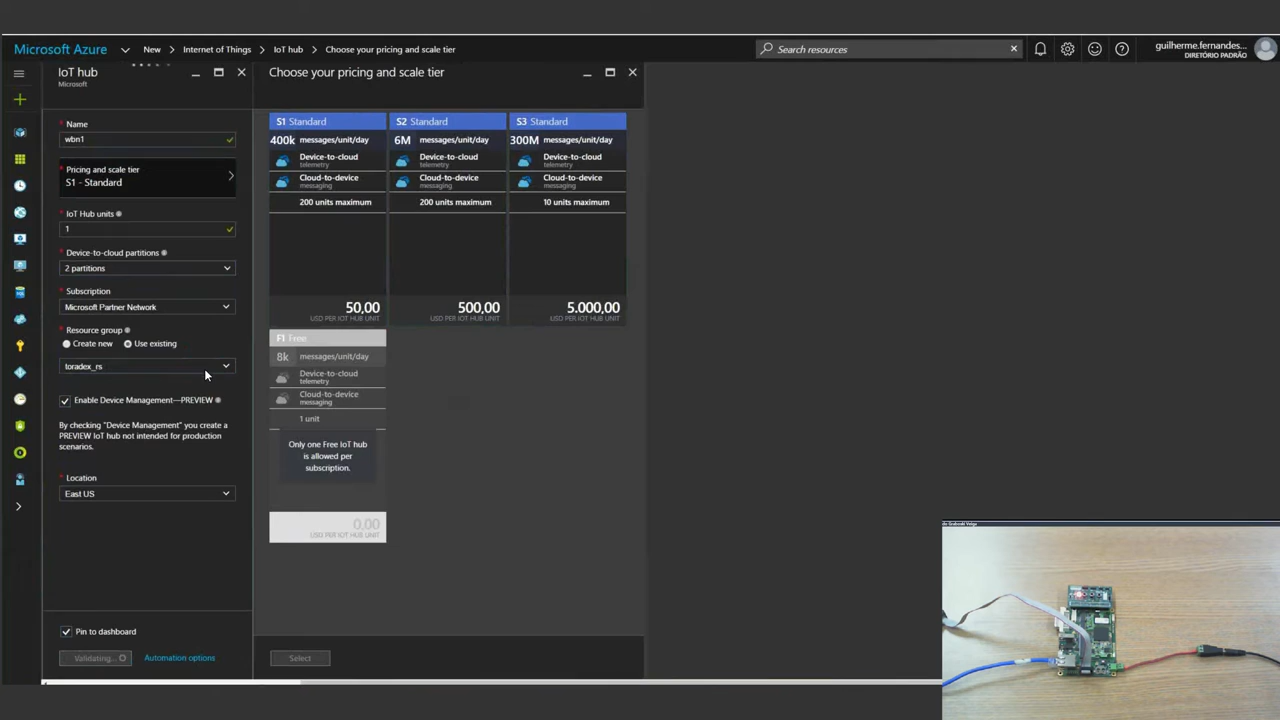 Microsoft Azure
New > Internet of Things > IoT hub > Choose your pricing and scale tier
Search resources
guilherme.fernandes...
DIRETÓRIO PADRÃO
IoT hub
Microsoft
* Name
wbn1
* Pricing and scale tier
S1 - Standard
* IoT Hub units
1
* Device-to-cloud partitions
2 partitions
* Subscription
Microsoft Partner Network
* Resource group
Create new Use existing
toradex_rs
Enable Device Management—PREVIEW
By checking "Device Management" you create a
PREVIEW IoT hub not intended for production
scenarios.
* Location
East US
Pin to dashboard
Validating...
Automation options
Choose your pricing and scale tier
S1 Standard
400k messages/unit/day
Device-to-cloud
telemetry
Cloud-to-device
messaging
200 units maximum
50,00
USD PER IOT HUB UNIT
S2 Standard
6M messages/unit/day
Device-to-cloud
telemetry
Cloud-to-device
messaging
200 units maximum
500,00
USD PER IOT HUB UNIT
S3 Standard
300M messages/unit/day
Device-to-cloud
telemetry
Cloud-to-device
messaging
10 units maximum
5.000,00
USD PER IOT HUB UNIT
F1 Free
8k messages/unit/day
Device-to-cloud
telemetry
Cloud-to-device
messaging
1 unit
Only one Free IoT hub
is allowed per
subscription.
0,00
USD PER IOT HUB UNIT
Select